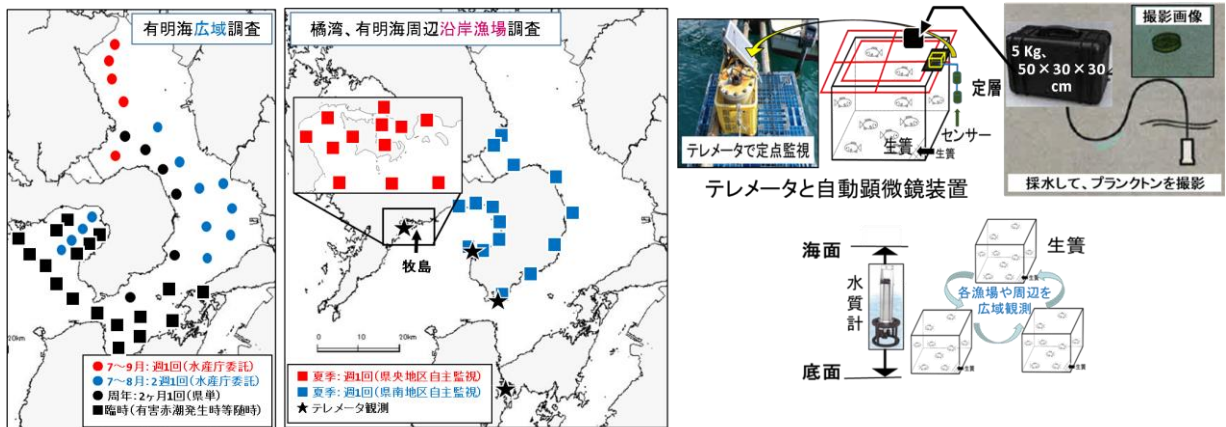 有明海広域調査
20km
7～9月：週1回（水産庁委託）
7～8月：2週1回（水産庁委託）
周年：2ヶ月1回（県単）
臨時（有害赤潮発生時等随時）
橘湾、有明海周辺沿岸漁場調査
牧島
0 10 20km
夏季：週1回（県央地区自主監視）
夏季：週1回（県南地区自主監視）
テレメータ観測
テレメータで定点監視
定層
センサー
生簀
生簀
テレメータと自動顕微鏡装置
撮影画像
5 Kg、
50×30×30
cm
採水して、プランクトンを撮影
海面
水質計
底面
生簀
生簀
各漁場や周辺を
広域観測
生簀
生簀